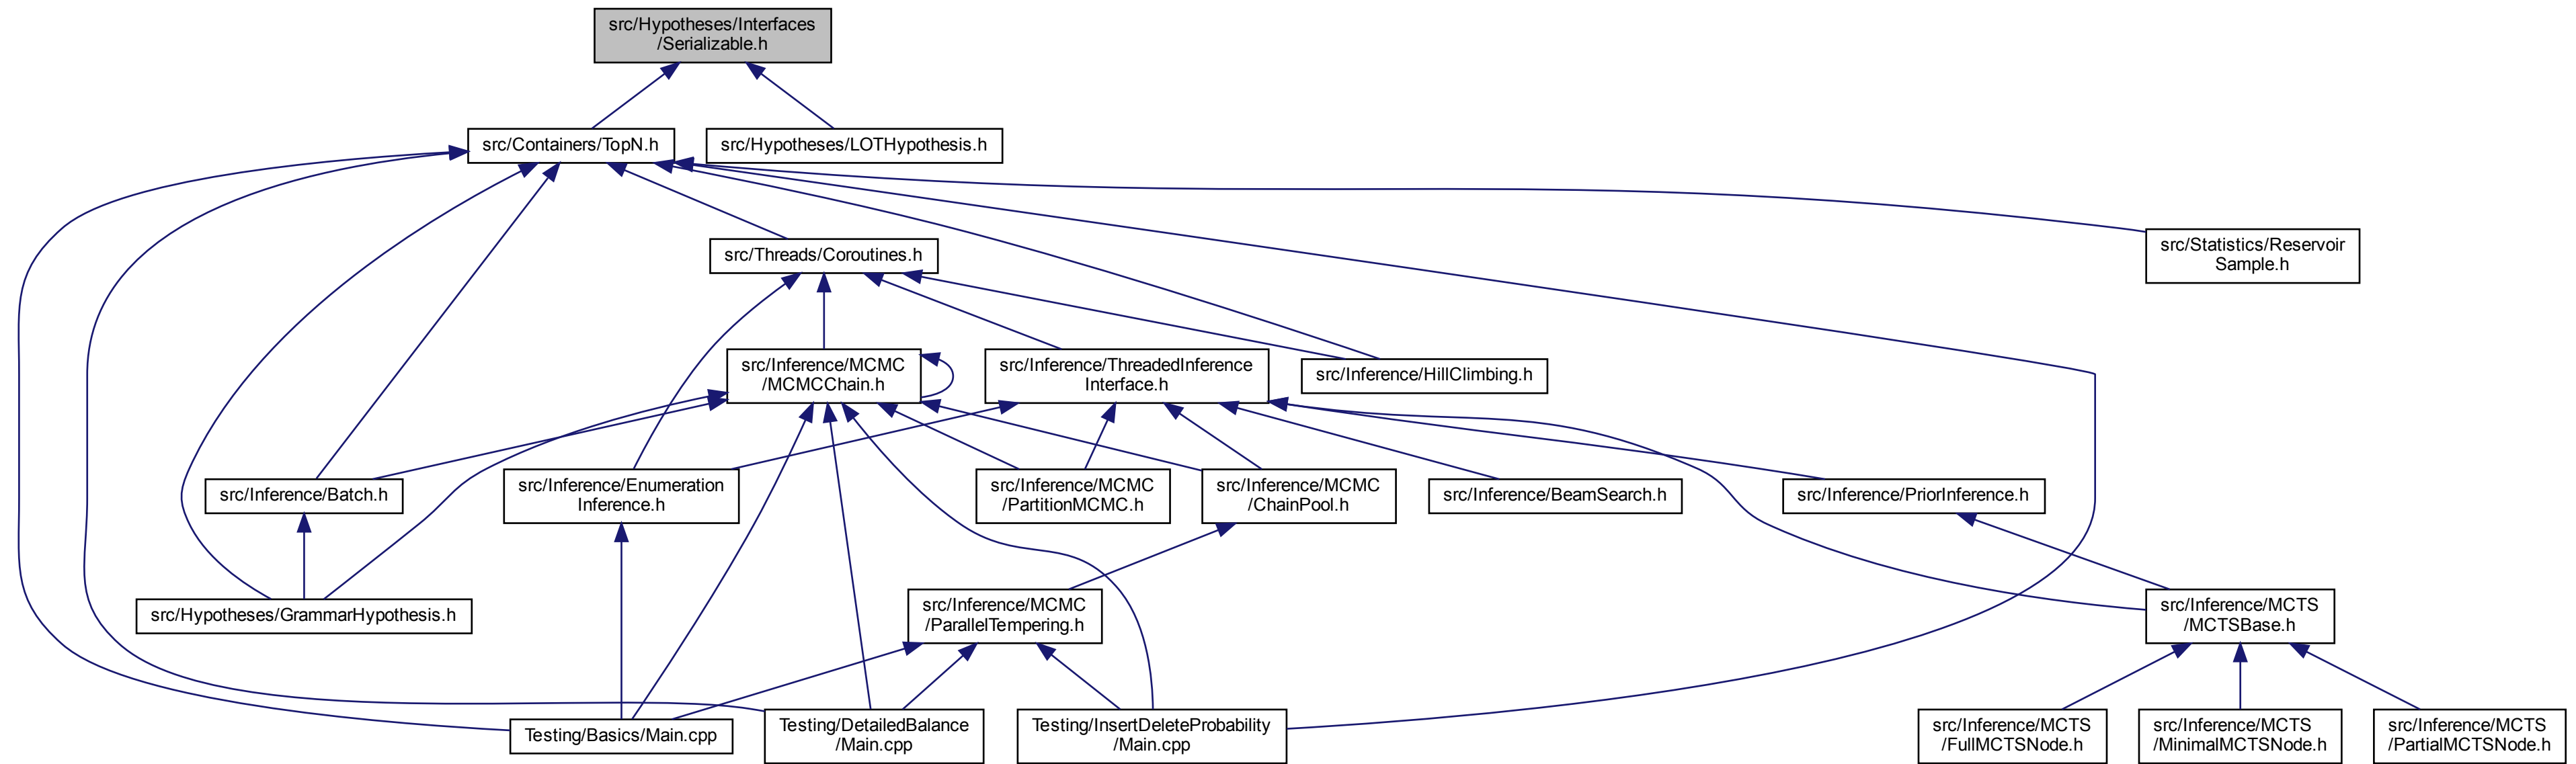 src/Hypotheses/Interfaces
/Serializable.h
src/Containers/TopN.h
src/Hypotheses/LOTHypothesis.h
src/Threads/Coroutines.h
src/Statistics/Reservoir
Sample.h
src/Inference/MCMC
/MCMCChain.h
src/Inference/ThreadedInference
Interface.h
src/Inference/HillClimbing.h
src/Inference/Batch.h
src/Inference/Enumeration
Inference.h
src/Inference/MCMC
/PartitionMCMC.h
src/Inference/MCMC
/ChainPool.h
src/Inference/BeamSearch.h
src/Inference/PriorInference.h
src/Hypotheses/GrammarHypothesis.h
src/Inference/MCMC
/ParallelTempering.h
src/Inference/MCTS
/MCTSBase.h
Testing/Basics/Main.cpp
Testing/DetailedBalance
/Main.cpp
Testing/InsertDeleteProbability
/Main.cpp
src/Inference/MCTS
/FullMCTSNode.h
src/Inference/MCTS
/MinimalMCTSNode.h
src/Inference/MCTS
/PartialMCTSNode.h